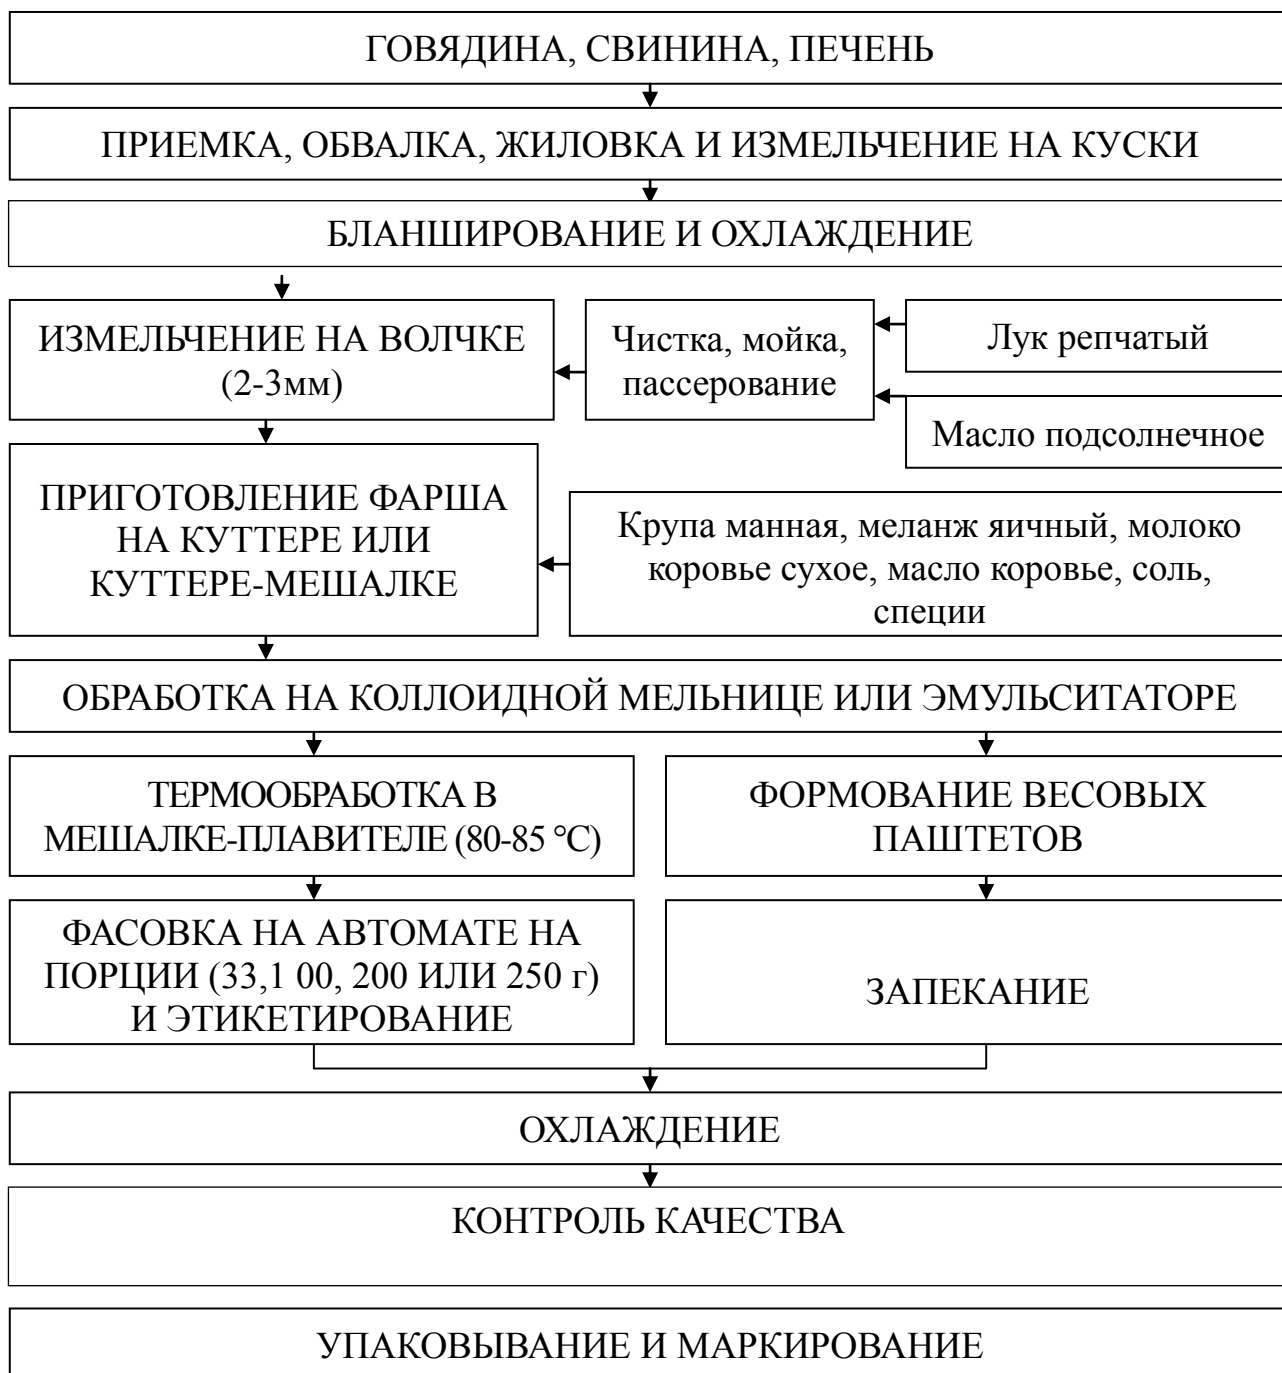 ГОВЯДИНА, СВИНИНА, ПЕЧЕНЬ
ПРИЕМКА, ОБВАЛКА, ЖИЛОВКА И ИЗМЕЛЬЧЕНИЕ НА КУСКИ
БЛАНШИРОВАНИЕ И ОХЛАЖДЕНИЕ
ИЗМЕЛЬЧЕНИЕ НА ВОЛЧКЕ
(2-3мм)
Чистка, мойка,
пассерование
Лук репчатый
Масло подсолнечное
ПРИГОТОВЛЕНИЕ ФАРША
НА КУТТЕРЕ ИЛИ
КУТТЕРЕ-МЕШАЛКЕ
Крупа манная, меланж яичный, молоко
коровье сухое, масло коровье, соль,
специи
ОБРАБОТКА НА КОЛЛОИДНОЙ МЕЛЬНИЦЕ ИЛИ ЭМУЛЬСИТАТОРЕ
ТЕРМООБРАБОТКА В
МЕШАЛКЕ-ПЛАВИТЕЛЕ (80-85 °С)
ФОРМОВАНИЕ ВЕСОВЫХ
ПАШТЕТОВ
ФАСОВКА НА АВТОМАТЕ НА
ПОРЦИИ (33,1 00, 200 ИЛИ 250 г)
И ЭТИКЕТИРОВАНИЕ
ЗАПЕКАНИЕ
ОХЛАЖДЕНИЕ
КОНТРОЛЬ КАЧЕСТВА
УПАКОВЫВАНИЕ И МАРКИРОВАНИЕ